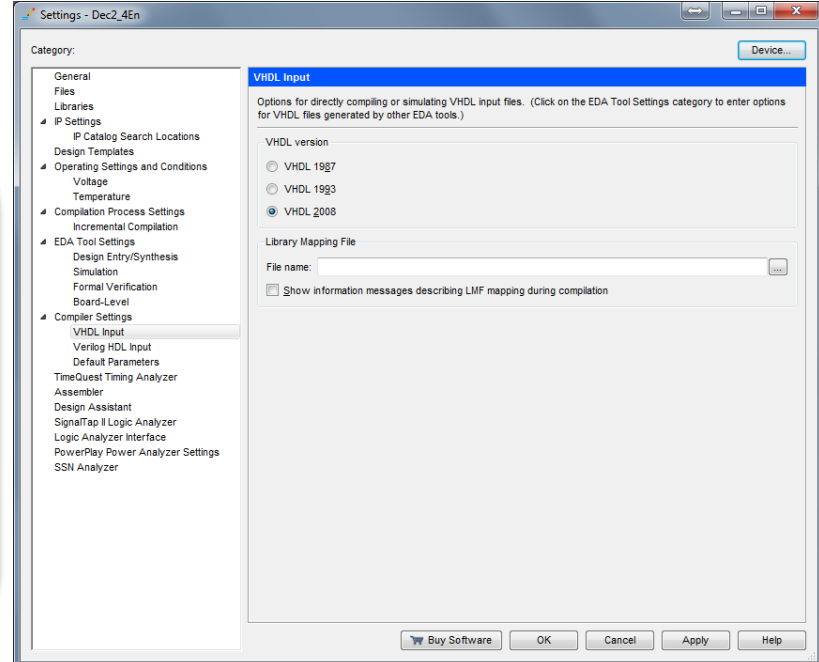 Settings - Dec2_4En
Category:
Device...
General
Files
Libraries
IP Settings
IP Catalog Search Locations
Design Templates
Operating Settings and Conditions
Voltage
Temperature
Compilation Process Settings
Incremental Compilation
EDA Tool Settings
Design Entry/Synthesis
Simulation
Formal Verification
Board-Level
Compiler Settings
VHDL Input
Verilog HDL Input
Default Parameters
TimeQuest Timing Analyzer
Assembler
Design Assistant
SignalTap II Logic Analyzer
Logic Analyzer Interface
PowerPlay Power Analyzer Settings
SSN Analyzer
VHDL Input
Options for directly compiling or simulating VHDL input files. (Click on the EDA Tool Settings category to enter options
for VHDL files generated by other EDA tools.)
VHDL version
VHDL 1987
VHDL 1993
VHDL 2008
Library Mapping File
File name:
...
Show information messages describing LMF mapping during compilation
Buy Software
OK
Cancel
Apply
Help